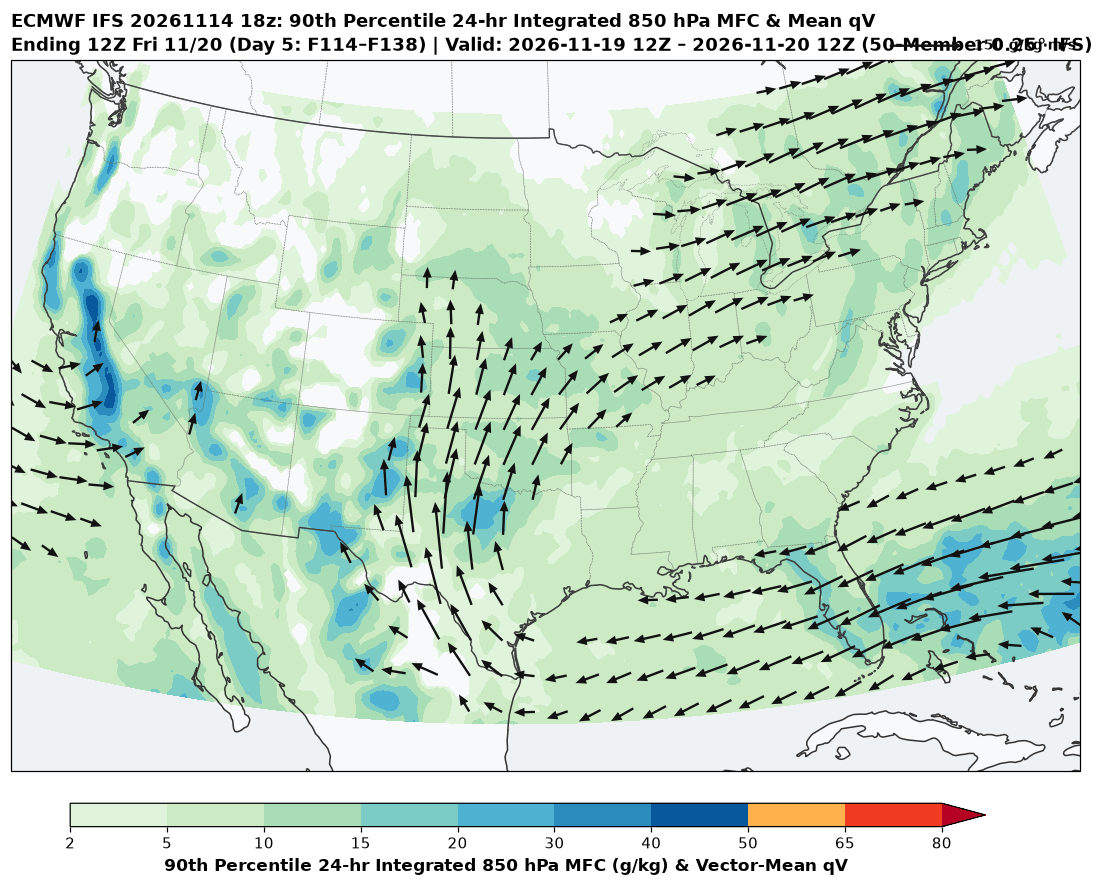 ECMWF IFS 20261114 18z: 90th Percentile 24-hr Integrated 850 hPa MFC & Mean qV
Ending 12Z Fri 11/20 (Day 5: F114–F138) | Valid: 2026-11-19 12Z – 2026-11-20 12Z (50-Member 0.25° IFS)
2 5 10 15 20 30 40 50 65 80
90th Percentile 24-hr Integrated 850 hPa MFC (g/kg) & Vector-Mean qV